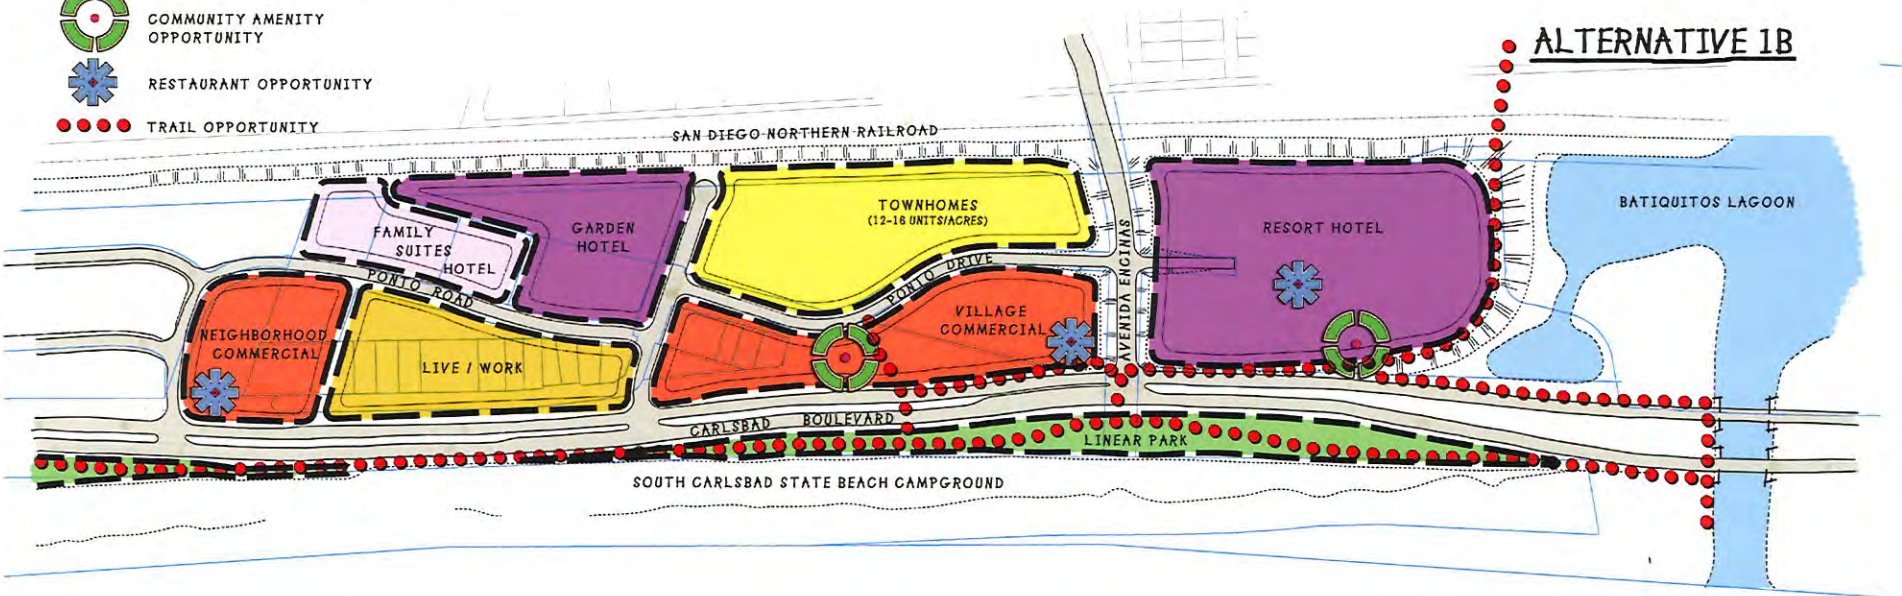 COMMUNITY AMENITY
OPPORTUNITY
RESTAURANT OPPORTUNITY
TRAIL OPPORTUNITY
ALTERNATIVE 1B
SAN DIEGO NORTHERN RAILROAD
FAMILY
SUITES
HOTEL
GARDEN
HOTEL
TOWNHOMES
(12-16 UNITS/ACRES)
RESORT HOTEL
BATIQUITOS LAGOON
PONTO ROAD
PONTO DRIVE
AVENIDA ENCINAS
NEIGHBORHOOD
COMMERCIAL
LIVE / WORK
VILLAGE
COMMERCIAL
CARLSBAD BOULEVARD
LINEAR PARK
SOUTH CARLSBAD STATE BEACH CAMPGROUND